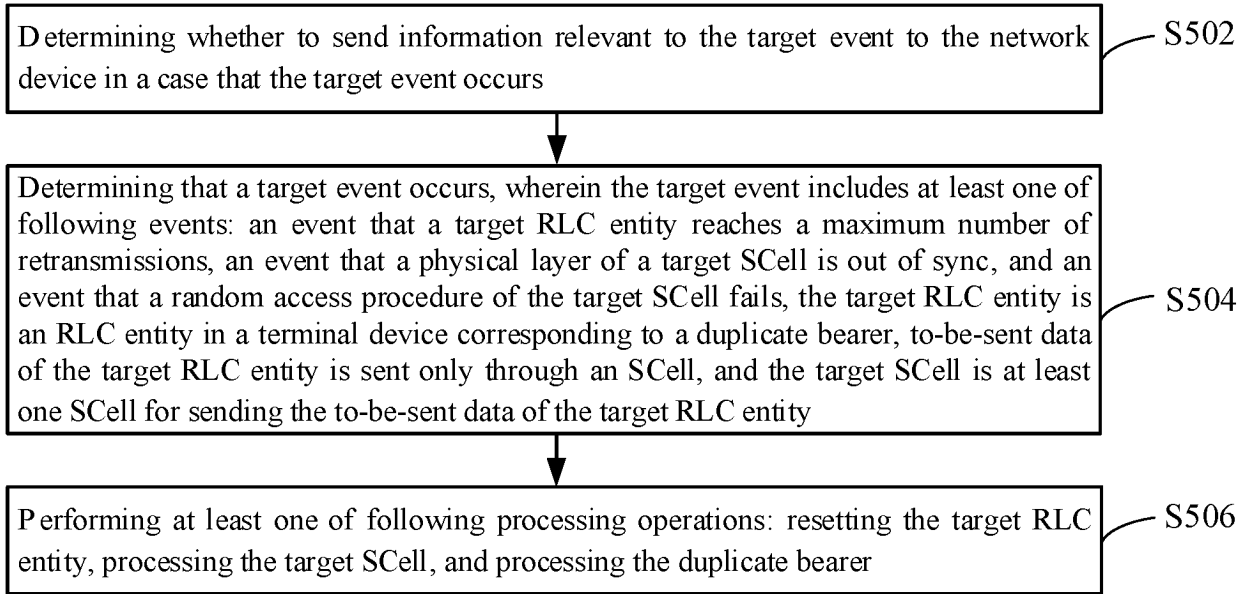 Determining whether to send information relevant to the target event to the network
device in a case that the target event occurs
S502
Determining that a target event occurs, wherein the target event includes at least one of
following events: an event that a target RLC entity reaches a maximum number of
retransmissions, an event that a physical layer of a target SCell is out of sync, and an
event that a random access procedure of the target SCell fails, the target RLC entity is
an RLC entity in a terminal device corresponding to a duplicate bearer, to-be-sent data
of the target RLC entity is sent only through an SCell, and the target SCell is at least
one SCell for sending the to-be-sent data of the target RLC entity
S504
Performing at least one of following processing operations: resetting the target RLC
entity, processing the target SCell, and processing the duplicate bearer
S506